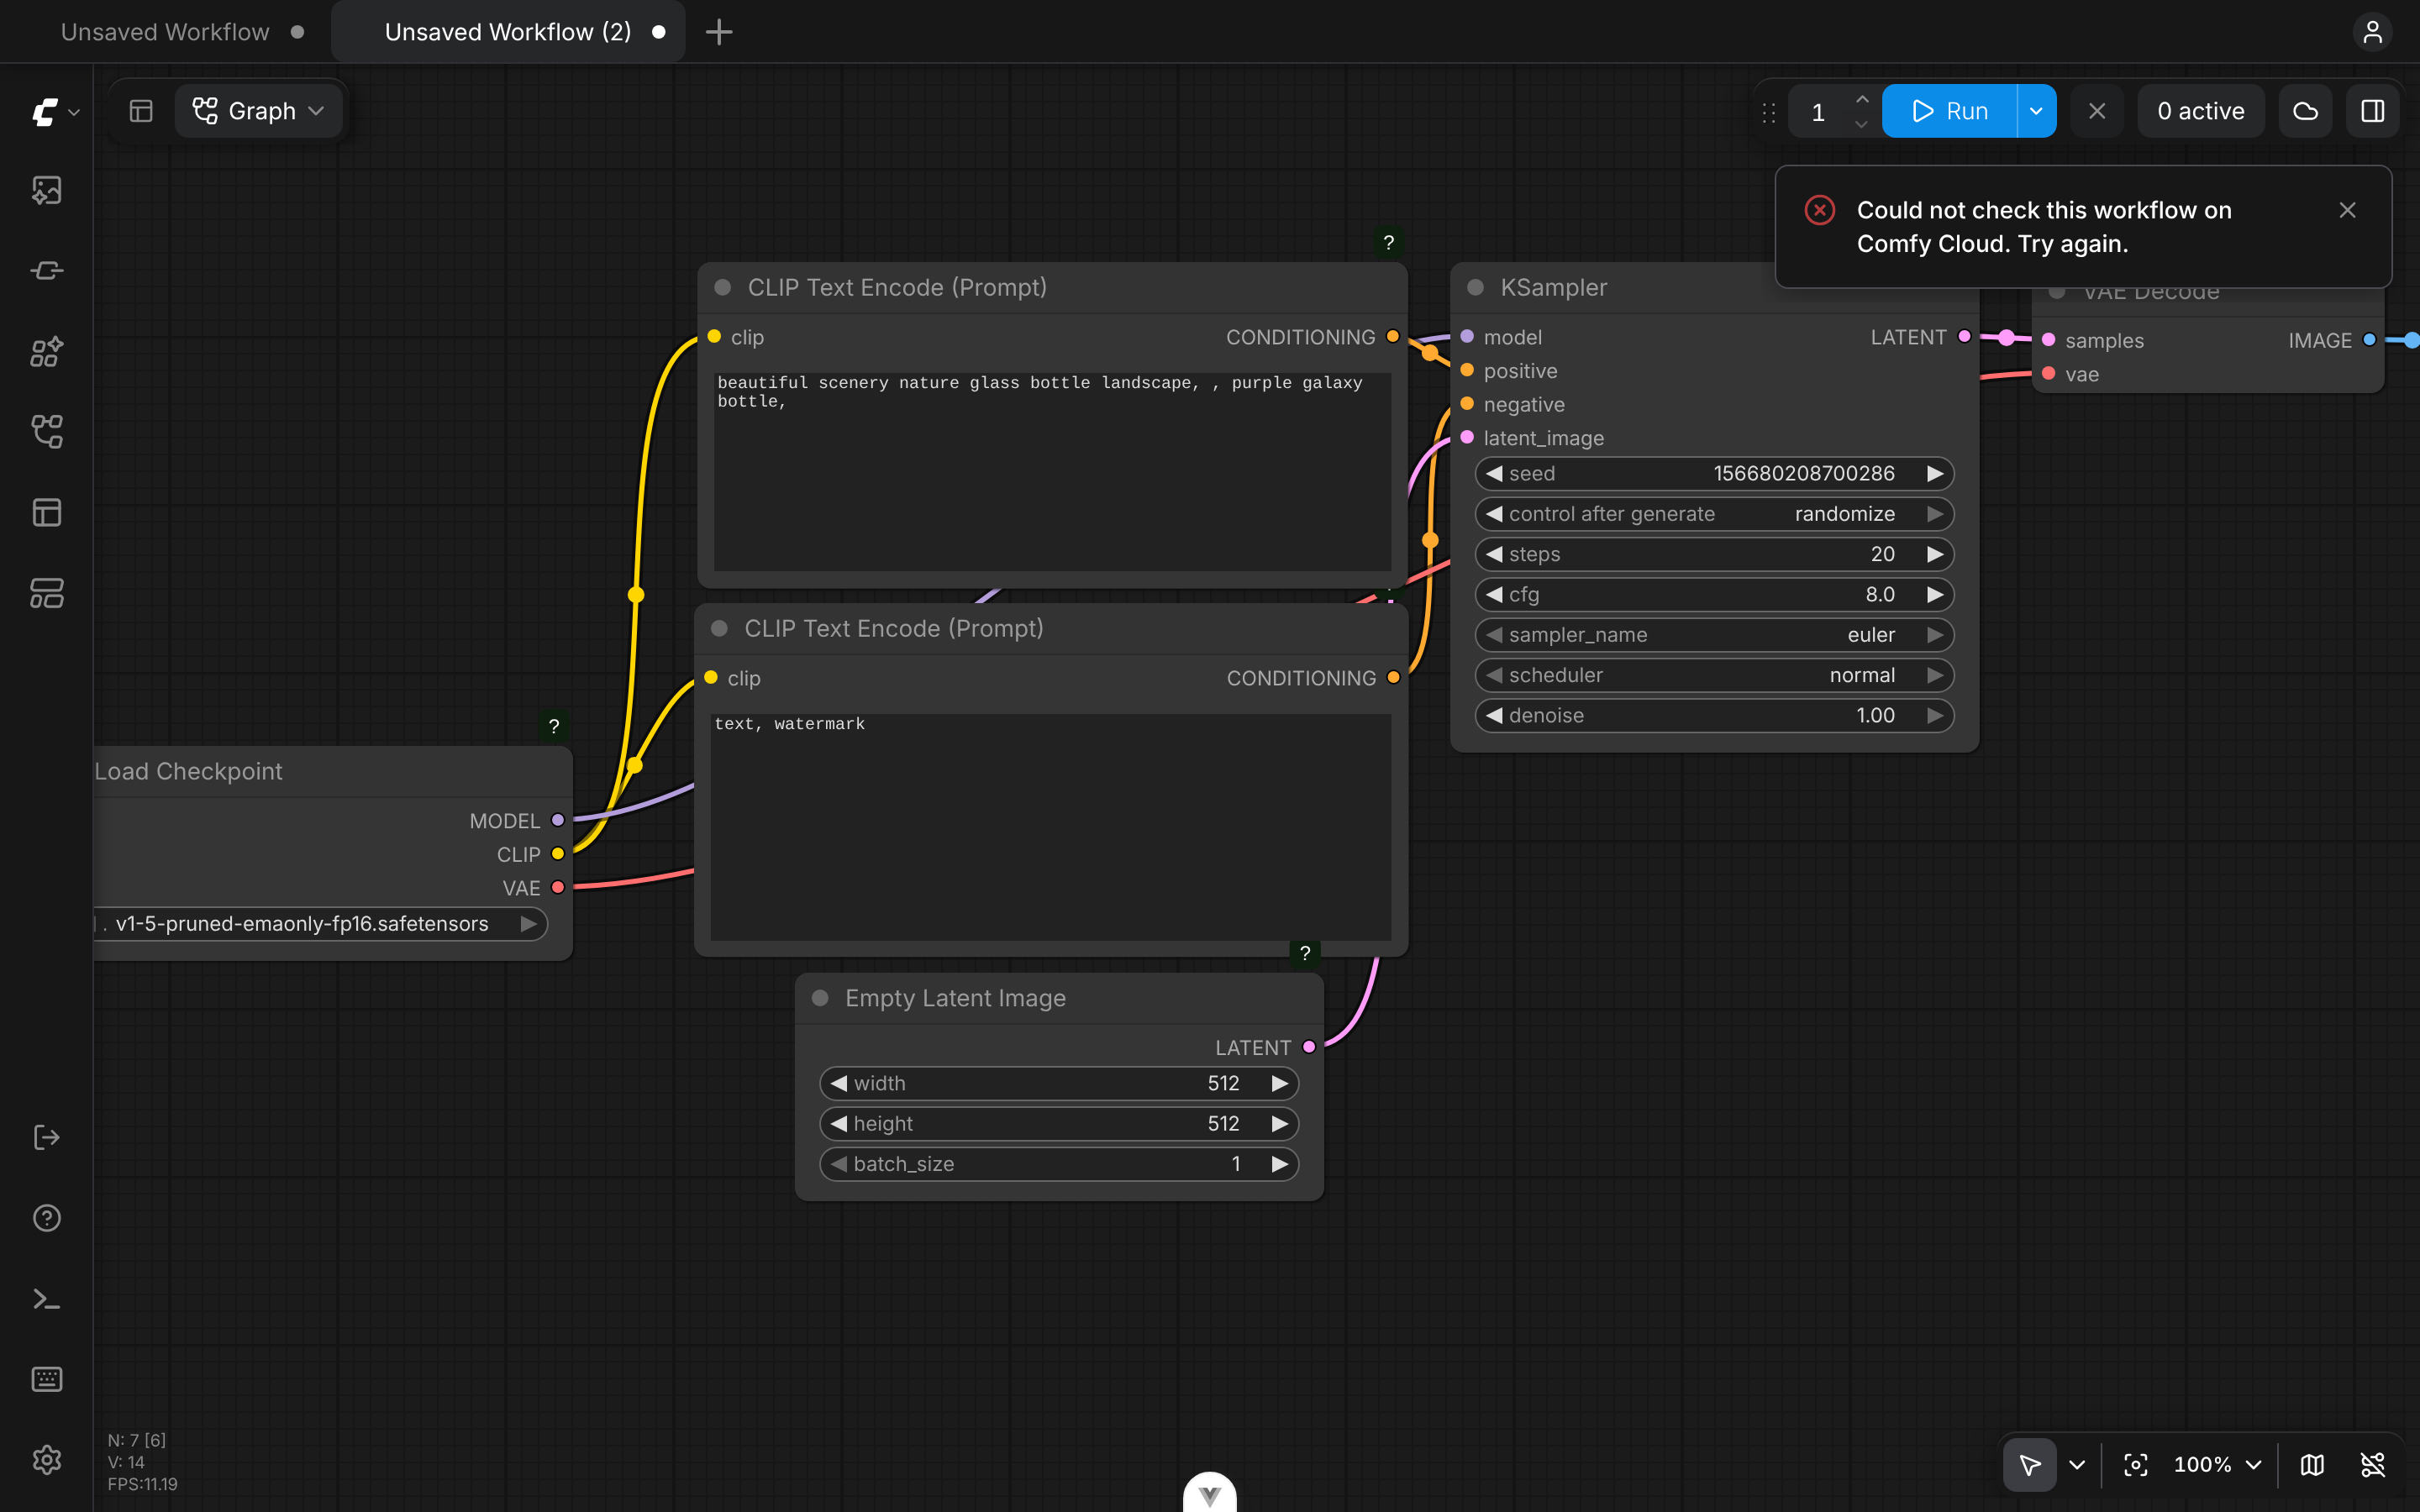 Unsaved Workflow
Unsaved Workflow (2)
Graph
1
Run
0 active
Could not check this workflow on
Comfy Cloud. Try again.
?
CLIP Text Encode (Prompt)
clip
CONDITIONING
beautiful scenery nature glass bottle landscape, , purple galaxy
bottle,
KSampler
model
LATENT
positive
negative
latent_image
seed 156680208700286
control after generate randomize
steps 20
cfg 8.0
sampler_name euler
scheduler normal
denoise 1.00
VAE Decode
samples
IMAGE
vae
CLIP Text Encode (Prompt)
clip
CONDITIONING
text, watermark
?
Load Checkpoint
MODEL
CLIP
VAE
v1-5-pruned-emaonly-fp16.safetensors
?
Empty Latent Image
LATENT
width 512
height 512
batch_size 1
N: 7 [6]
V: 14
FPS:11.19
100%